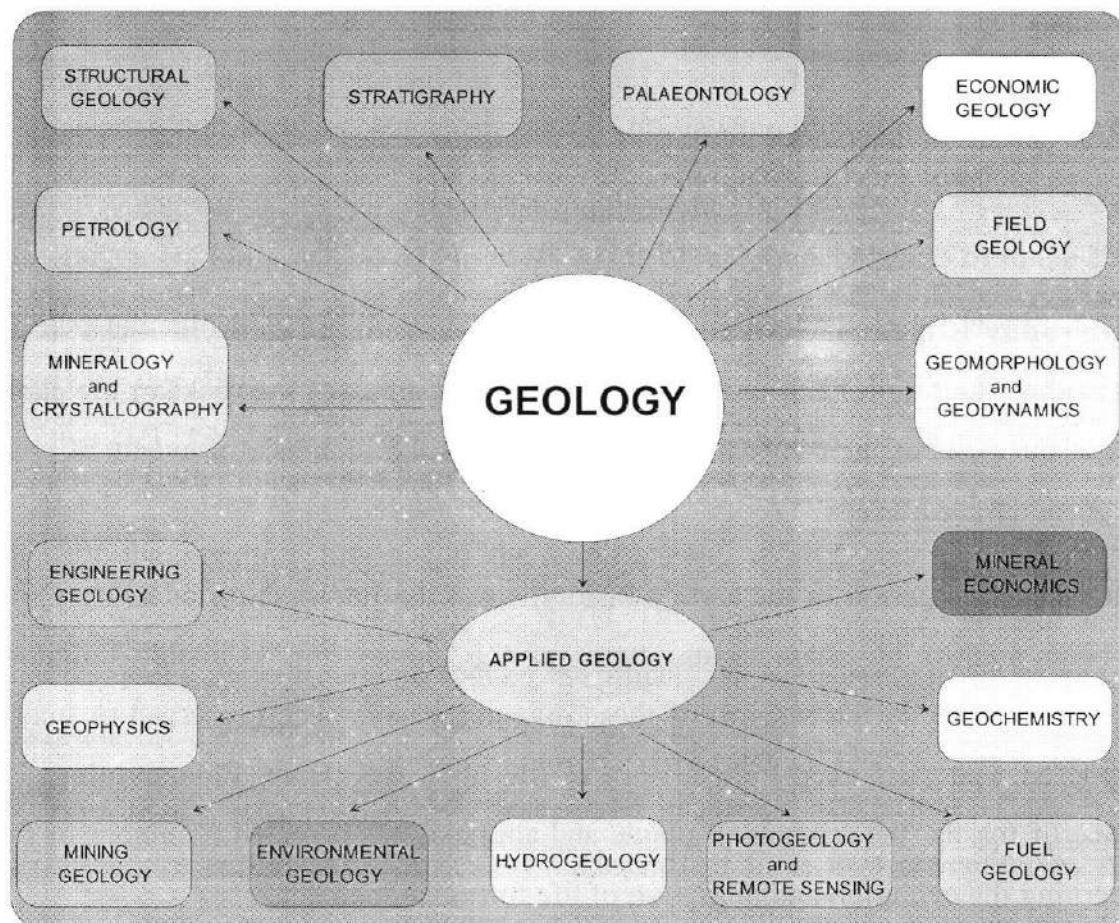 STRUCTURAL
GEOLOGY
STRATIGRAPHY
PALAEONTOLOGY
ECONOMIC
GEOLOGY
PETROLOGY
FIELD
GEOLOGY
MINERALOGY
and
CRYSTALLOGRAPHY
GEOLOGY
GEOMORPHOLOGY
and
GEODYNAMICS
ENGINEERING
GEOLOGY
MINERAL
ECONOMICS
APPLIED GEOLOGY
GEOPHYSICS
GEOCHEMISTRY
MINING
GEOLOGY
ENVIRONMENTAL
GEOLOGY
HYDROGEOLOGY
PHOTOGEOLOGY
and
REMOTE SENSING
FUEL
GEOLOGY